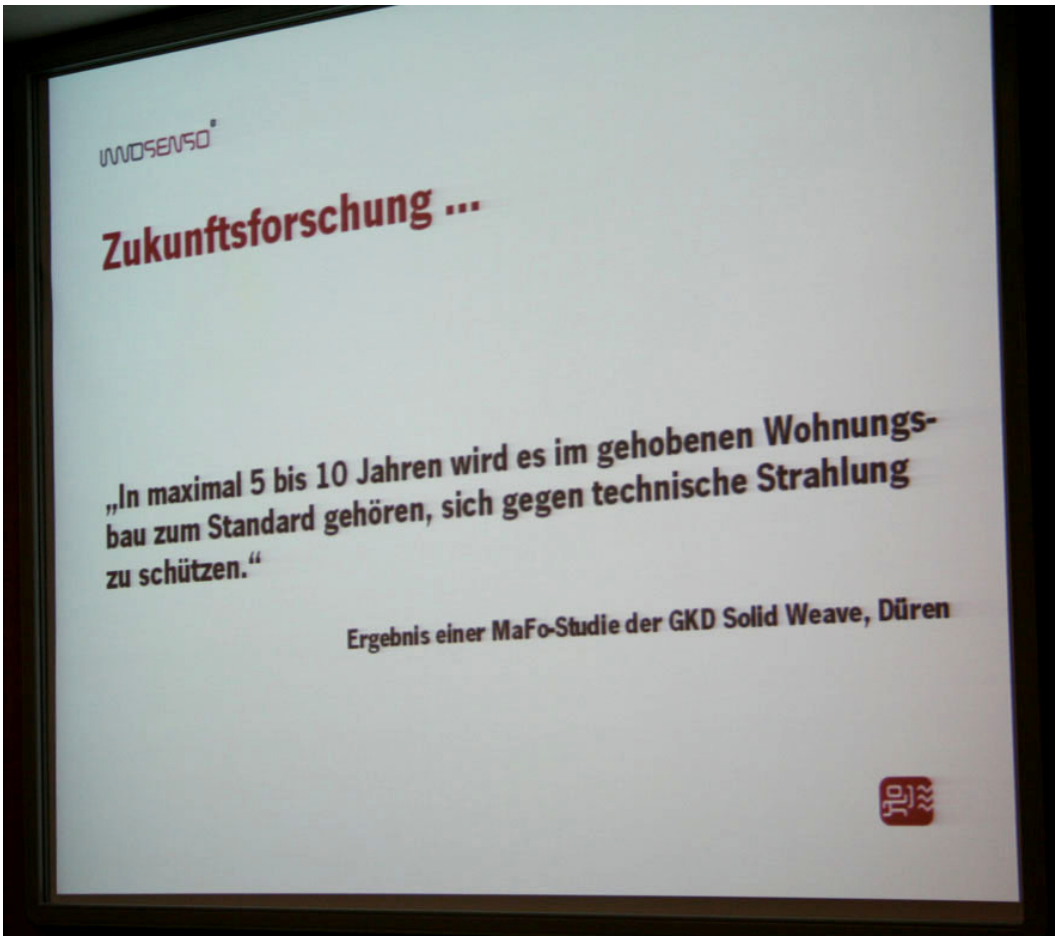 INNOSENSO®
Zukunftsforschung ...
„In maximal 5 bis 10 Jahren wird es im gehobenen Wohnungs-
bau zum Standard gehören, sich gegen technische Strahlung
zu schützen.“
Ergebnis einer MaFo-Studie der GKD Solid Weave, Düren